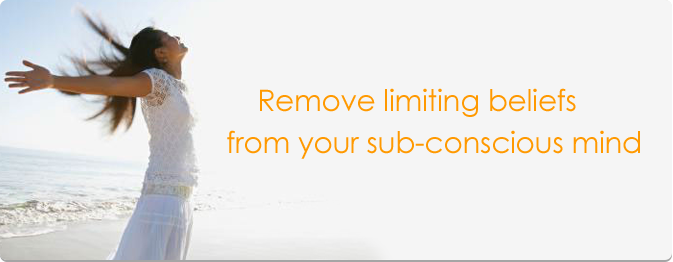 Remove limiting beliefs
from your sub-conscious mind